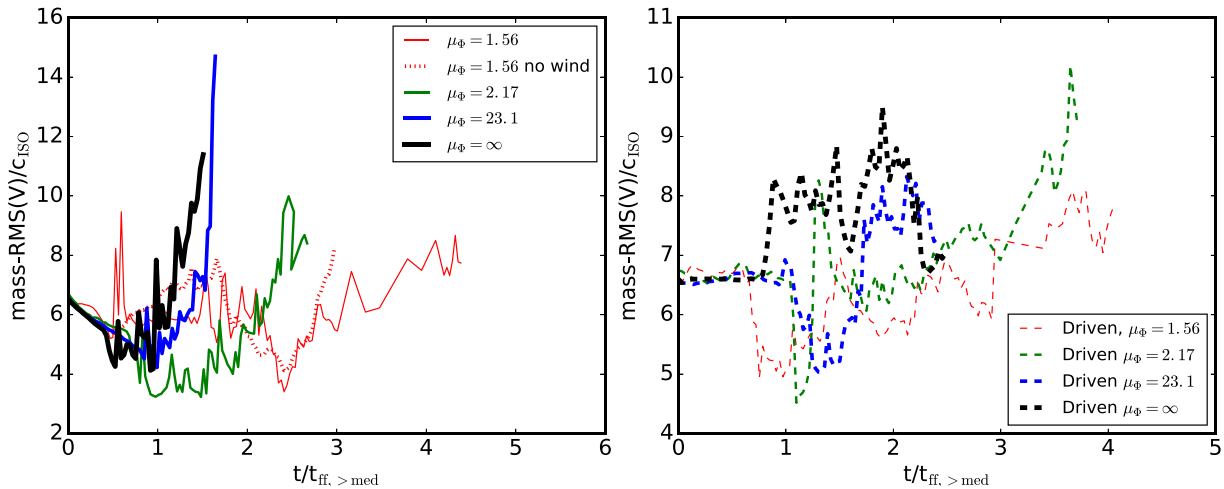 16
14
12
10
8
6
4
2
mass-RMS(V)/c_ISO
0 1 2 3 4 5 6
t/t_ff, >med
μ_Φ = 1.56
μ_Φ = 1.56 no wind
μ_Φ = 2.17
μ_Φ = 23.1
μ_Φ = ∞
11
10
9
8
7
6
5
4
mass-RMS(V)/c_ISO
0 1 2 3 4 5
t/t_ff, >med
Driven, μ_Φ = 1.56
Driven μ_Φ = 2.17
Driven μ_Φ = 23.1
Driven μ_Φ = ∞